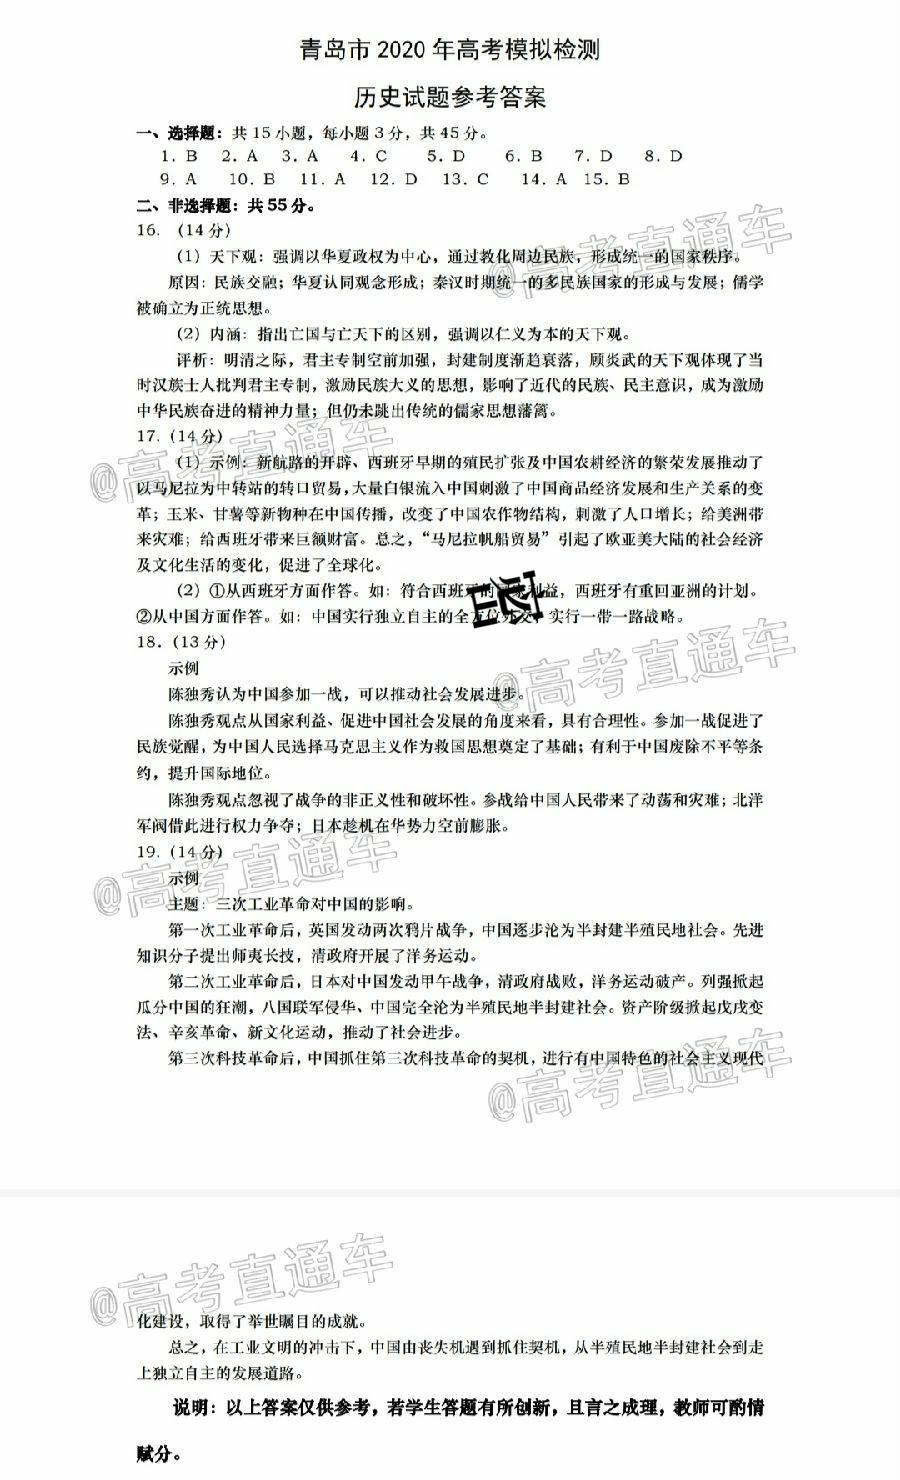 青岛市 2020 年高考模拟检测
历史试题参考答案
一、选择题：共 15 小题，每小题 3 分，共 45 分。
1．B 2．A 3．A 4．C 5．D 6．B 7．D 8．D
9．A 10．B 11．A 12．D 13．C 14．A 15．B
二、非选择题：共 55 分。
16．（14 分）
（1）天下观：强调以华夏政权为中心，通过教化周边民族，形成统一的国家秩序。
原因：民族交融；华夏认同观念形成；秦汉时期统一的多民族国家的形成与发展；儒学
被确立为正统思想。
（2）内涵：指出亡国与亡天下的区别，强调以仁义为本的天下观。
评析：明清之际，君主专制空前加强，封建制度渐趋衰落，顾炎武的天下观体现了当
时汉族士人批判君主专制，激励民族大义的思想，影响了近代的民族、民主意识，成为激励
中华民族奋进的精神力量；但仍未跳出传统的儒家思想藩篱。
17．（14 分）
（1）示例：新航路的开辟、西班牙早期的殖民扩张及中国农耕经济的繁荣发展推动了
以马尼拉为中转站的转口贸易，大量白银流入中国刺激了中国商品经济发展和生产关系的变
革；玉米、甘薯等新物种在中国传播，改变了中国农作物结构，刺激了人口增长；给美洲带
来灾难；给西班牙带来巨额财富。总之，“马尼拉帆船贸易”引起了欧亚美大陆的社会经济
及文化生活的变化，促进了全球化。
（2）①从西班牙方面作答。如：符合西班牙的国家利益，西班牙有重回亚洲的计划。
②从中国方面作答。如：中国实行独立自主的全方位外交，实行一带一路战略。
18．（13 分）
示例
陈独秀认为中国参加一战，可以推动社会发展进步。
陈独秀观点从国家利益、促进中国社会发展的角度来看，具有合理性。参加一战促进了
民族觉醒，为中国人民选择马克思主义作为救国思想奠定了基础；有利于中国废除不平等条
约，提升国际地位。
陈独秀观点忽视了战争的非正义性和破坏性。参战给中国人民带来了动荡和灾难；北洋
军阀借此进行权力争夺；日本趁机在华势力空前膨胀。
19．（14 分）
示例
主题：三次工业革命对中国的影响。
第一次工业革命后，英国发动两次鸦片战争，中国逐步沦为半封建半殖民地社会。先进
知识分子提出师夷长技，清政府开展了洋务运动。
第二次工业革命后，日本对中国发动甲午战争，清政府战败，洋务运动破产。列强掀起
瓜分中国的狂潮，八国联军侵华、中国完全沦为半殖民地半封建社会。资产阶级掀起戊戌变
法、辛亥革命、新文化运动，推动了社会进步。
第三次科技革命后，中国抓住第三次科技革命的契机，进行有中国特色的社会主义现代
@高考直通车
@高考直通车
@高考直通车
@高考直通车
@高考直通车
@高考直通车
化建设，取得了举世瞩目的成就。
总之，在工业文明的冲击下，中国由丧失机遇到抓住契机，从半殖民地半封建社会到走
上独立自主的发展道路。
说明：以上答案仅供参考，若学生答题有所创新，且言之成理，教师可酌情
赋分。